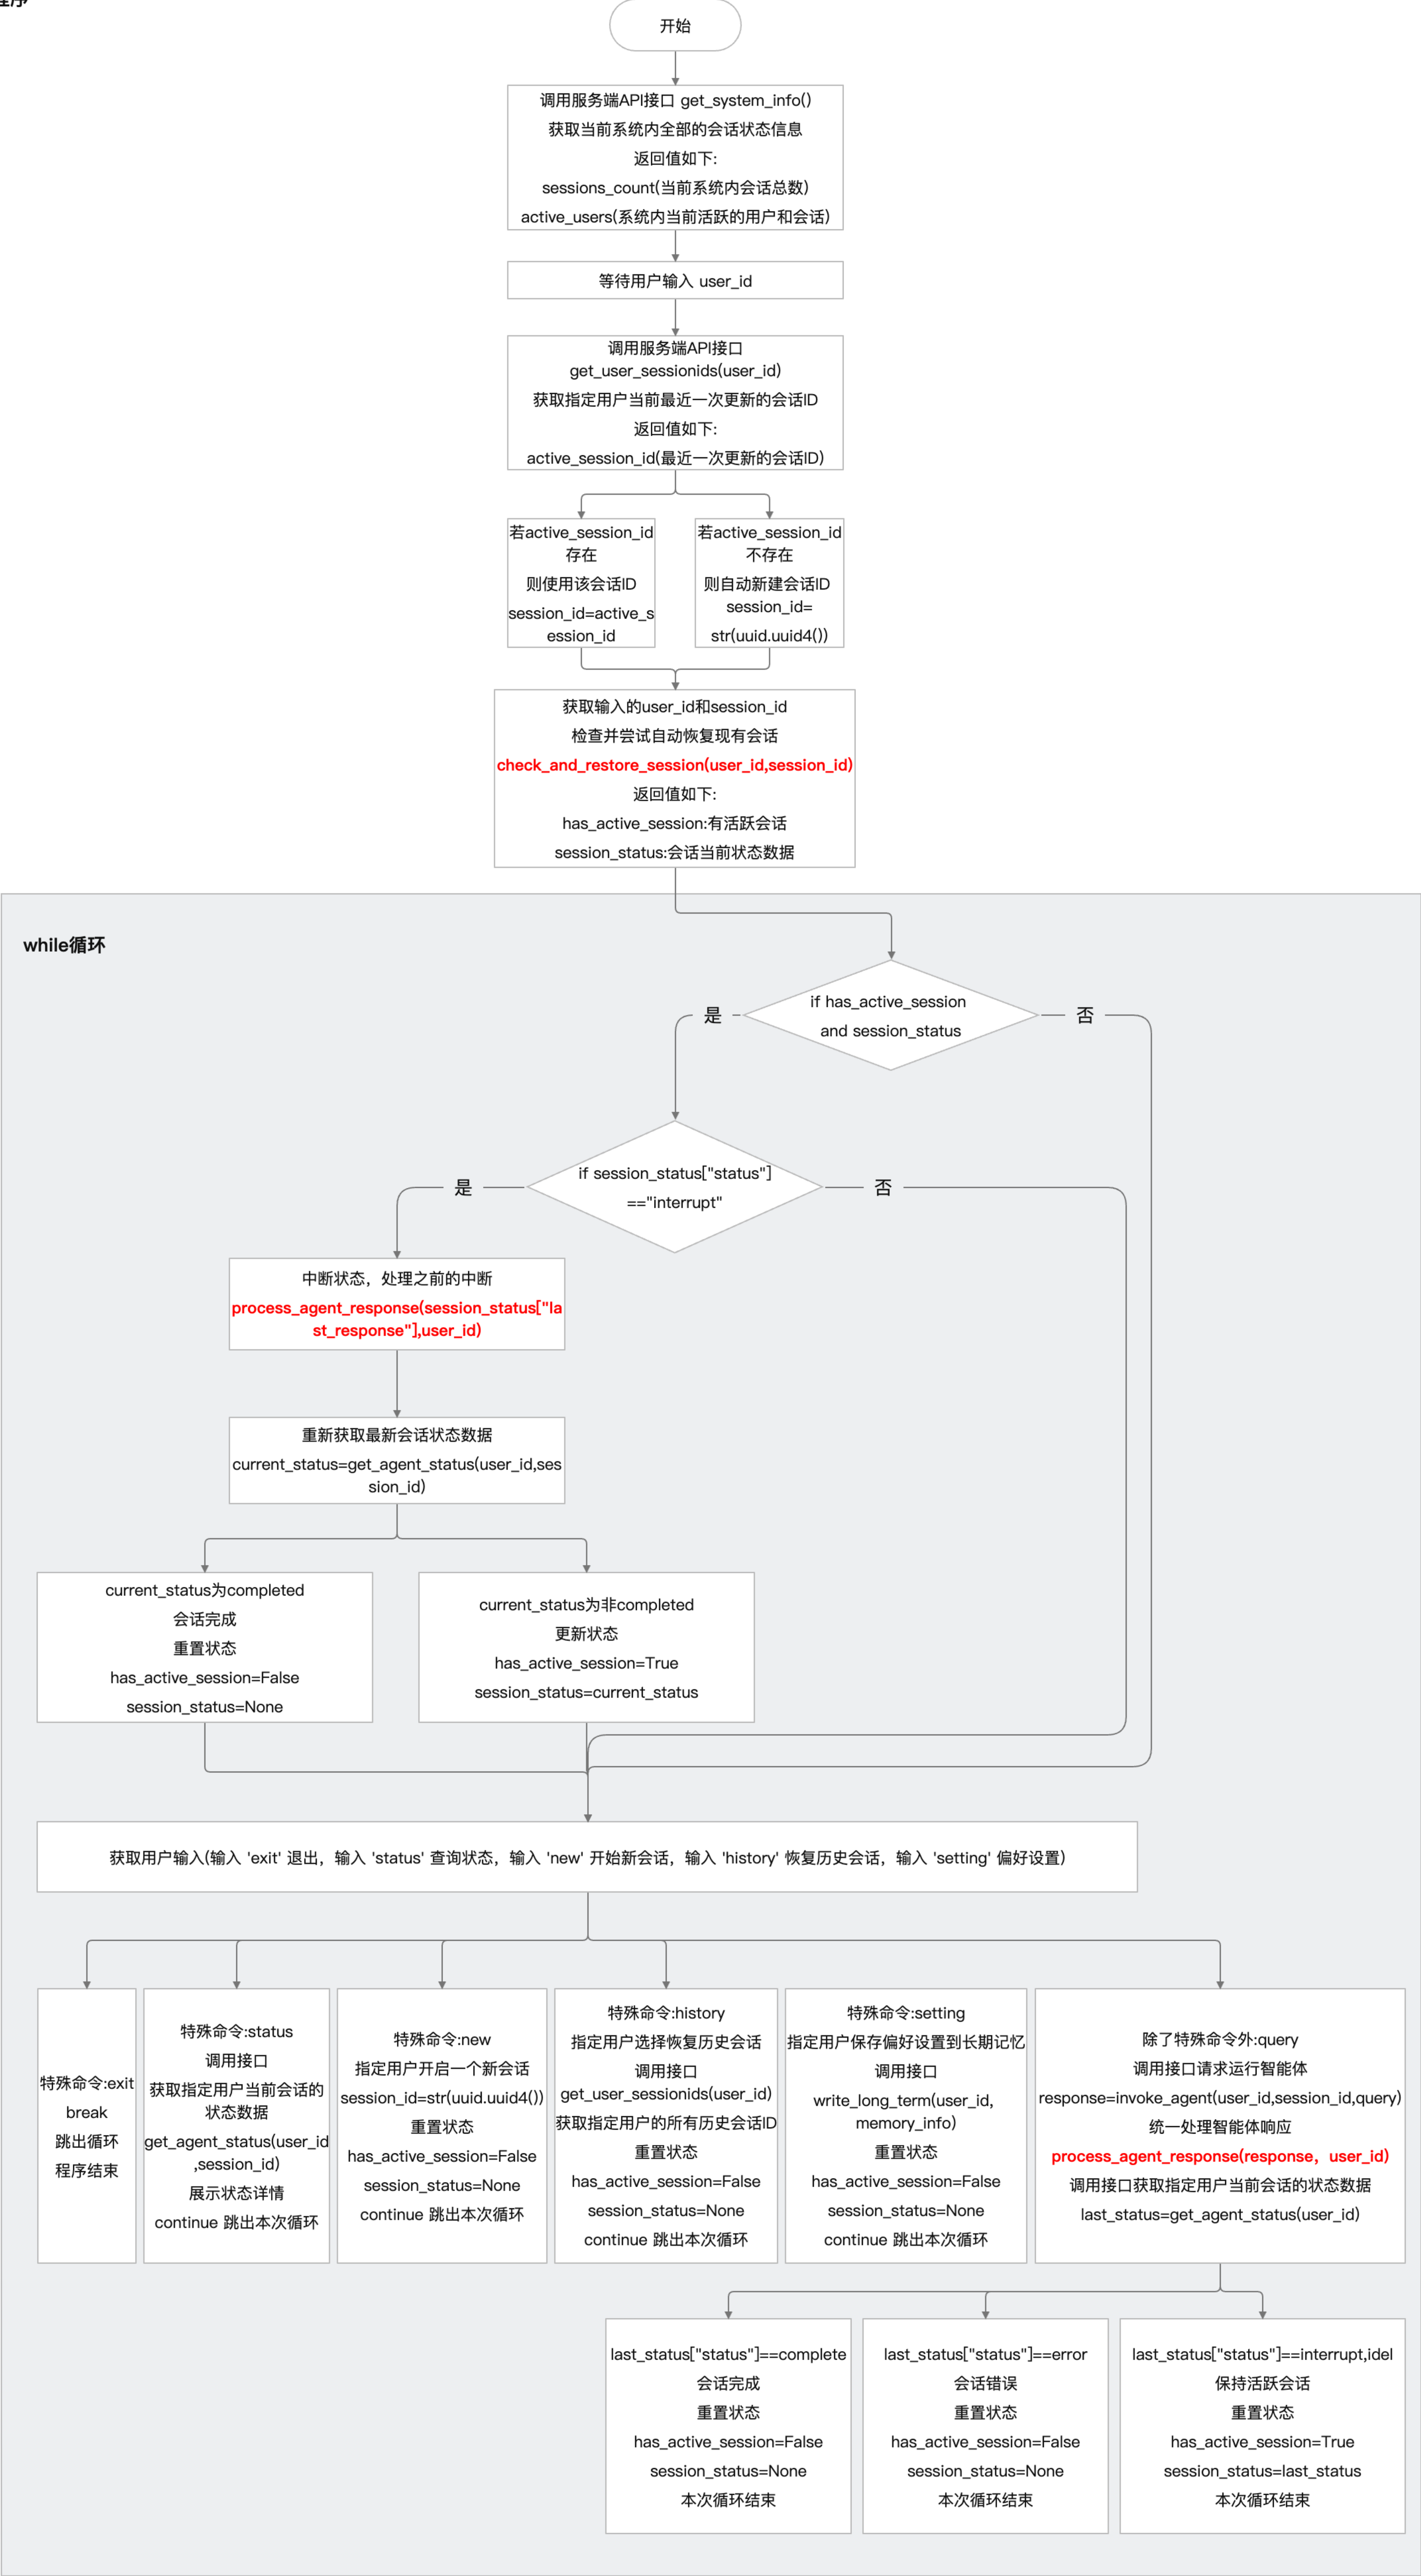 程序
开始
调用服务端API接口 get_system_info()
获取当前系统内全部的会话状态信息
返回值如下:
sessions_count(当前系统内会话总数)
active_users(系统内当前活跃的用户和会话)
等待用户输入 user_id
调用服务端API接口
get_user_sessionids(user_id)
获取指定用户当前最近一次更新的会话ID
返回值如下:
active_session_id(最近一次更新的会话ID)
若active_session_id
存在
则使用该会话ID
session_id=active_s
ession_id
若active_session_id
不存在
则自动新建会话ID
session_id=
str(uuid.uuid4())
获取输入的user_id和session_id
检查并尝试自动恢复现有会话
check_and_restore_session(user_id,session_id)
返回值如下:
has_active_session:有活跃会话
session_status:会话当前状态数据
while循环
if has_active_session
and session_status
是
否
if session_status["status"]
=="interrupt"
是
否
中断状态，处理之前的中断
process_agent_response(session_status["la
st_response"],user_id)
重新获取最新会话状态数据
current_status=get_agent_status(user_id,ses
sion_id)
current_status为completed
会话完成
重置状态
has_active_session=False
session_status=None
current_status为非completed
更新状态
has_active_session=True
session_status=current_status
获取用户输入(输入 'exit' 退出，输入 'status' 查询状态，输入 'new' 开始新会话，输入 'history' 恢复历史会话，输入 'setting' 偏好设置)
特殊命令:exit
break
跳出循环
程序结束
特殊命令:status
调用接口
获取指定用户当前会话的
状态数据
get_agent_status(user_id
,session_id)
展示状态详情
continue 跳出本次循环
特殊命令:new
指定用户开启一个新会话
session_id=str(uuid.uuid4())
重置状态
has_active_session=False
session_status=None
continue 跳出本次循环
特殊命令:history
指定用户选择恢复历史会话
调用接口
get_user_sessionids(user_id)
获取指定用户的所有历史会话ID
重置状态
has_active_session=False
session_status=None
continue 跳出本次循环
特殊命令:setting
指定用户保存偏好设置到长期记忆
调用接口
write_long_term(user_id,
memory_info)
重置状态
has_active_session=False
session_status=None
continue 跳出本次循环
除了特殊命令外:query
调用接口请求运行智能体
response=invoke_agent(user_id,session_id,query)
统一处理智能体响应
process_agent_response(response，user_id)
调用接口获取指定用户当前会话的状态数据
last_status=get_agent_status(user_id)
last_status["status"]==complete
会话完成
重置状态
has_active_session=False
session_status=None
本次循环结束
last_status["status"]==error
会话错误
重置状态
has_active_session=False
session_status=None
本次循环结束
last_status["status"]==interrupt,idel
保持活跃会话
重置状态
has_active_session=True
session_status=last_status
本次循环结束